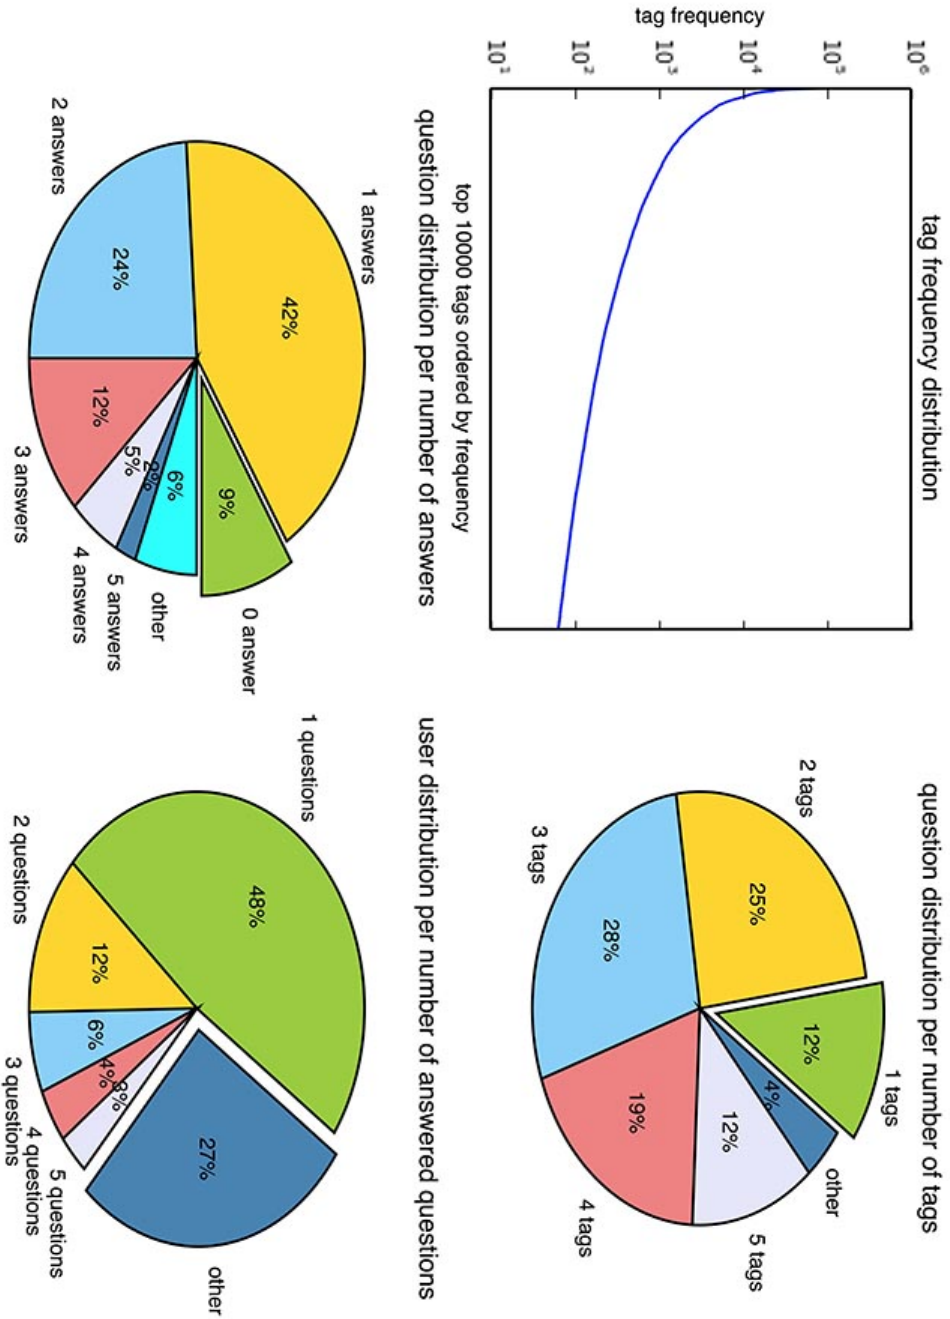 tag frequency distribution
tag frequency
10⁶
10⁵
10⁴
10³
10²
10¹
top 10000 tags ordered by frequency
question distribution per number of tags
1 tags
12%
2 tags
25%
3 tags
28%
4 tags
19%
5 tags
12%
other
4%
question distribution per number of answers
0 answer
9%
1 answers
42%
2 answers
24%
3 answers
12%
4 answers
5%
5 answers
2%
other
6%
user distribution per number of answered questions
1 questions
48%
2 questions
12%
3 questions
6%
4 questions
4%
5 questions
3%
other
27%